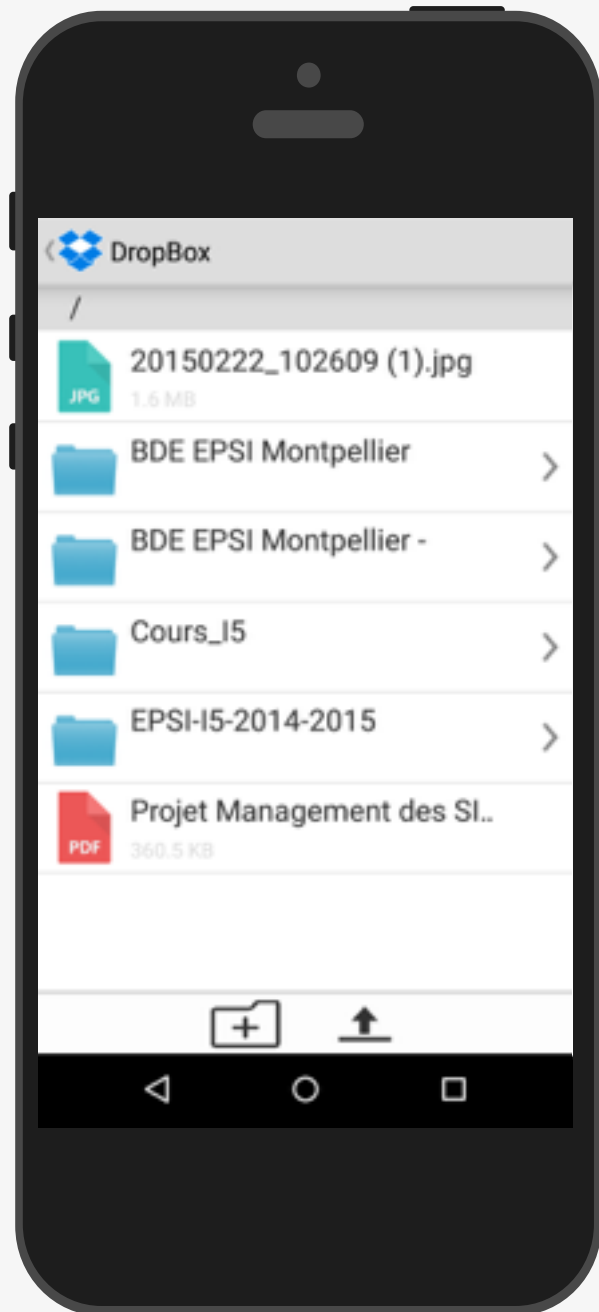 DropBox
/
20150222_102609 (1).jpg
JPG
1.6 MB
BDE EPSI Montpellier
BDE EPSI Montpellier -
Cours_I5
EPSI-I5-2014-2015
Projet Management des SI..
PDF
360.5 KB